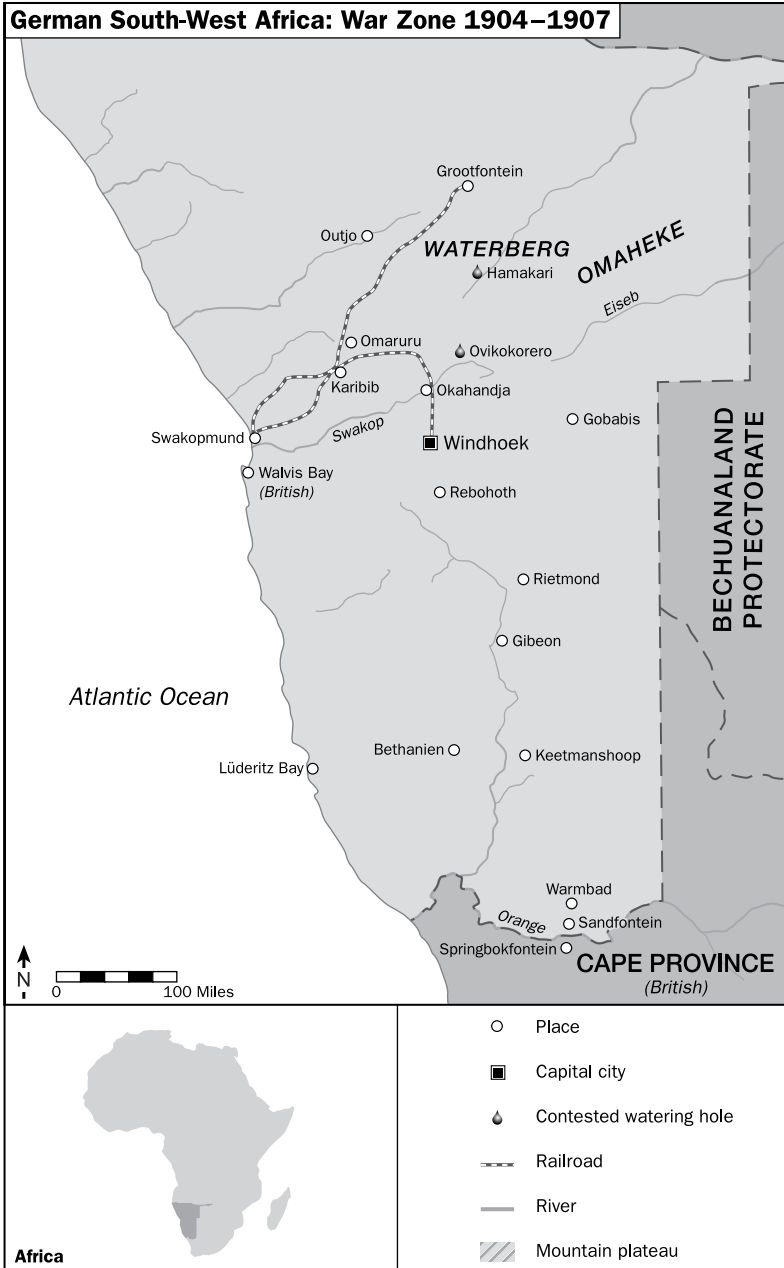 German South-West Africa: War Zone 1904–1907
Grootfontein
Outjo
WATERBERG
OMAHEKE
Hamakari
Eiseb
Omaruru
Ovikokorero
Karibib
Okahandja
Swakop
Gobabis
Swakopmund
Windhoek
Walvis Bay
(British)
Rebohoth
BECHUANALAND
PROTECTORATE
Rietmond
Gibeon
Atlantic Ocean
Bethanien
Keetmanshoop
Lüderitz Bay
Warmbad
Orange
Sandfontein
Springbokfontein
CAPE PROVINCE
(British)
N
0 100 Miles
Place
Capital city
Contested watering hole
Railroad
River
Mountain plateau
Africa